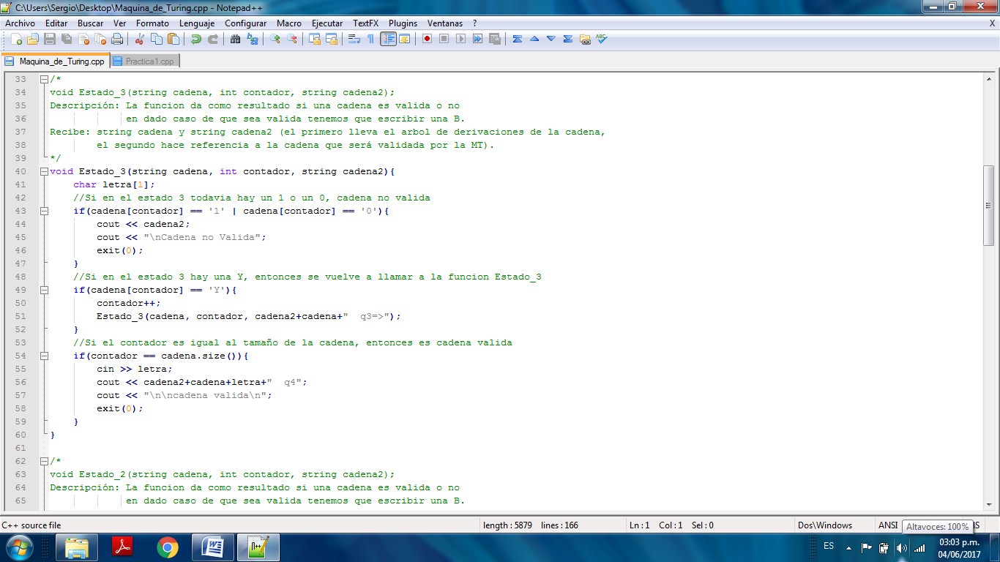 C:\Users\Sergio\Desktop\Maquina_de_Turing.cpp - Notepad++
Archivo Editar Buscar Ver Formato Lenguaje Configurar Macro Ejecutar TextFX Plugins Ventanas ? X
Maquina_de_Turing.cpp Practica1.cpp
33 /*
34 void Estado_3(string cadena, int contador, string cadena2);
35 Descripción: La funcion da como resultado si una cadena es valida o no
36 en dado caso de que sea valida tenemos que escribir una B.
37 Recibe: string cadena y string cadena2 (el primero lleva el arbol de derivaciones de la cadena,
38 el segundo hace referencia a la cadena que será validada por la MT).
39 */
40 void Estado_3(string cadena, int contador, string cadena2){
41 char letra[1];
42 //Si en el estado 3 todavia hay un 1 o un 0, cadena no valida
43 if(cadena[contador] == '1' | cadena[contador] == '0'){
44 cout << cadena2;
45 cout << "\nCadena no Valida";
46 exit(0);
47 }
48 //Si en el estado 3 hay una Y, entonces se vuelve a llamar a la funcion Estado_3
49 if(cadena[contador] == 'Y'){
50 contador++;
51 Estado_3(cadena, contador, cadena2+cadena+"  q3=>");
52 }
53 //Si el contador es igual al tamaño de la cadena, entonces es cadena valida
54 if(contador == cadena.size()){
55 cin >> letra;
56 cout << cadena2+cadena+letra+"  q4";
57 cout << "\n\ncadena valida\n";
58 exit(0);
59 }
60 }
61
62 /*
63 void Estado_2(string cadena, int contador, string cadena2);
64 Descripción: La funcion da como resultado si una cadena es valida o no
65 en dado caso de que sea valida tenemos que escribir una B.
C++ source file length : 5879 lines : 166 Ln : 1 Col : 1 Sel : 0 Dos\Windows ANSI
Altavoces: 100%
ES 03:03 p.m.
04/06/2017